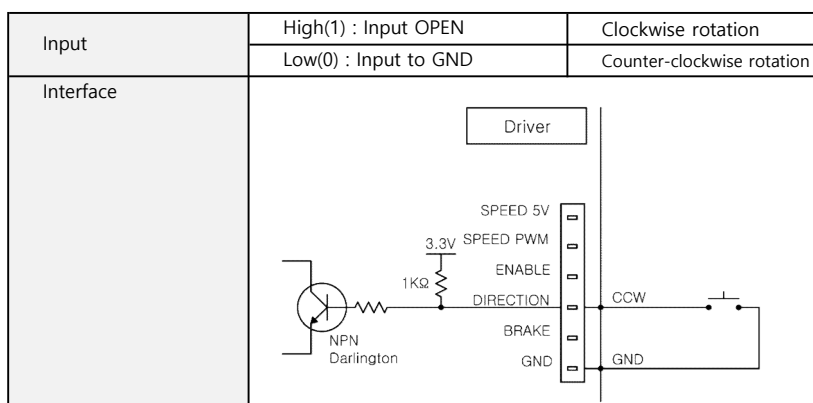 Input
High(1) : Input OPEN
Clockwise rotation
Low(0) : Input to GND
Counter-clockwise rotation
Interface
Driver
SPEED 5V
SPEED PWM
3.3V
ENABLE
1KΩ
DIRECTION
CCW
BRAKE
NPN
Darlington
GND
GND